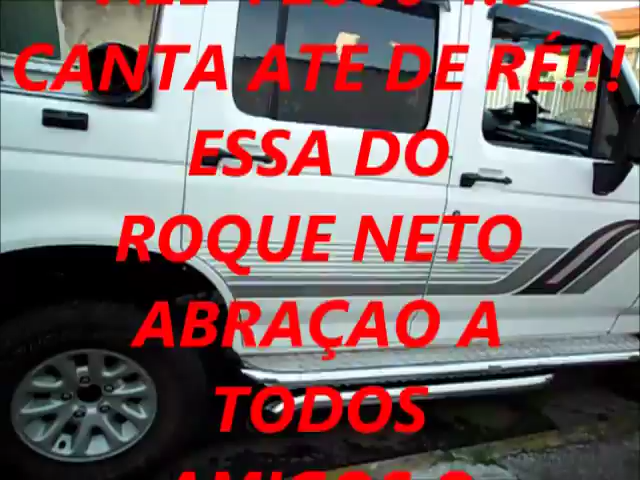 CANTA ATE DE RÉ!!!
ESSA DO
ROQUE NETO
ABRAÇAO A
TODOS